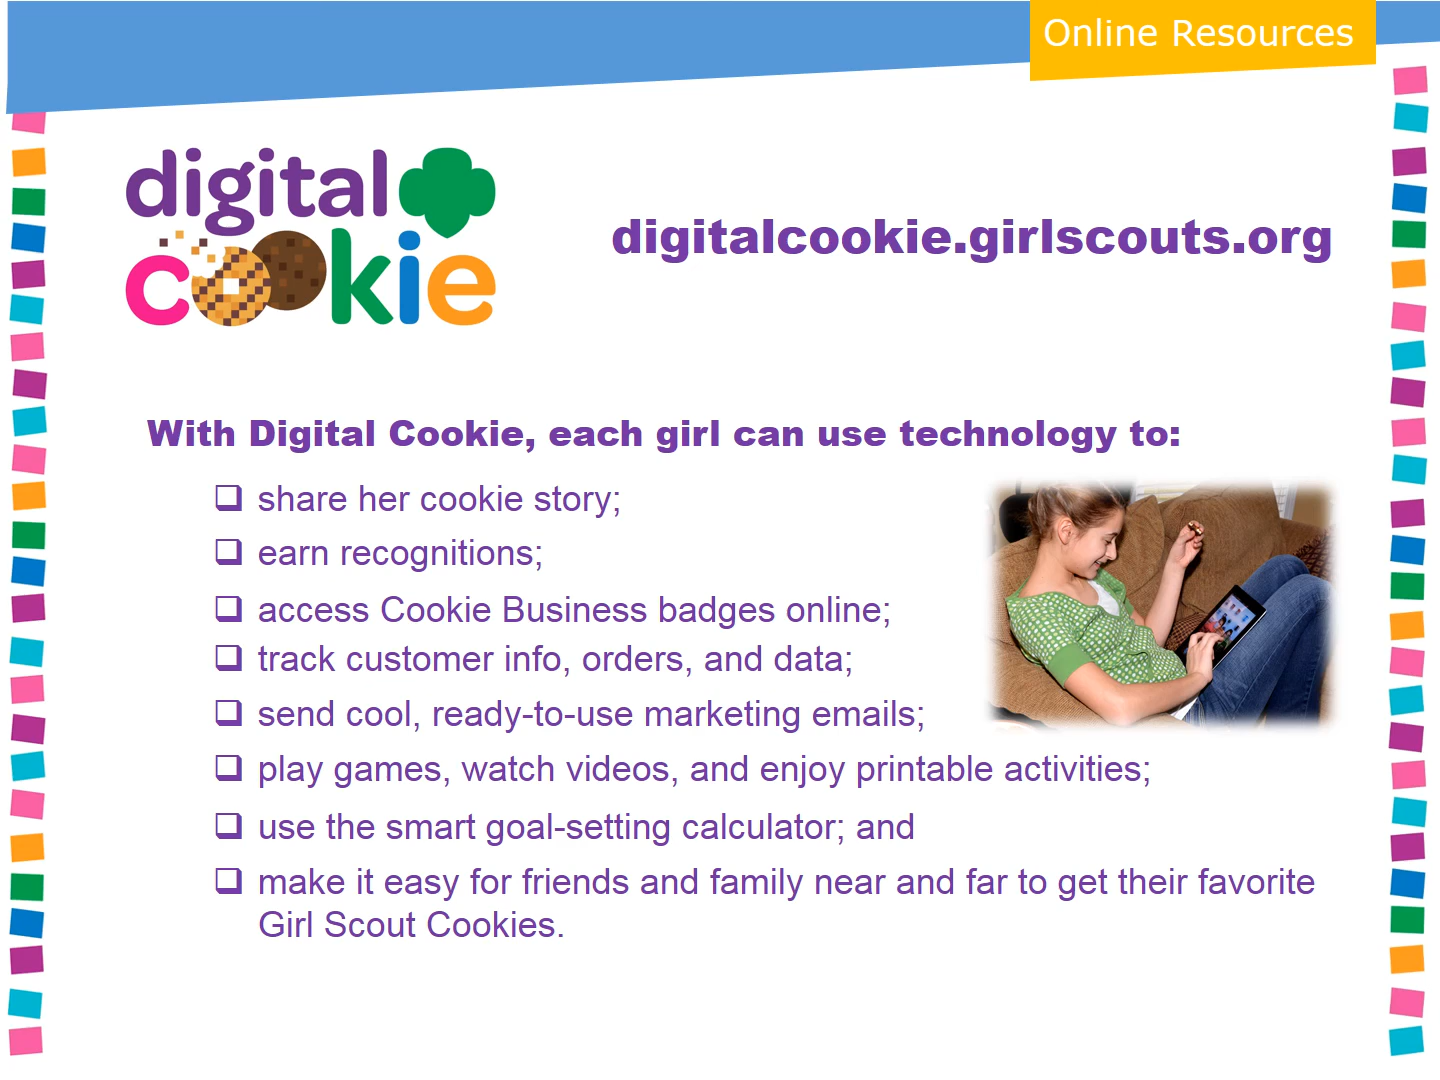 Online Resources
digital
cookie
digitalcookie.girlscouts.org
With Digital Cookie, each girl can use technology to:
❑ share her cookie story;
❑ earn recognitions;
❑ access Cookie Business badges online;
❑ track customer info, orders, and data;
❑ send cool, ready-to-use marketing emails;
❑ play games, watch videos, and enjoy printable activities;
❑ use the smart goal-setting calculator; and
❑ make it easy for friends and family near and far to get their favorite
Girl Scout Cookies.